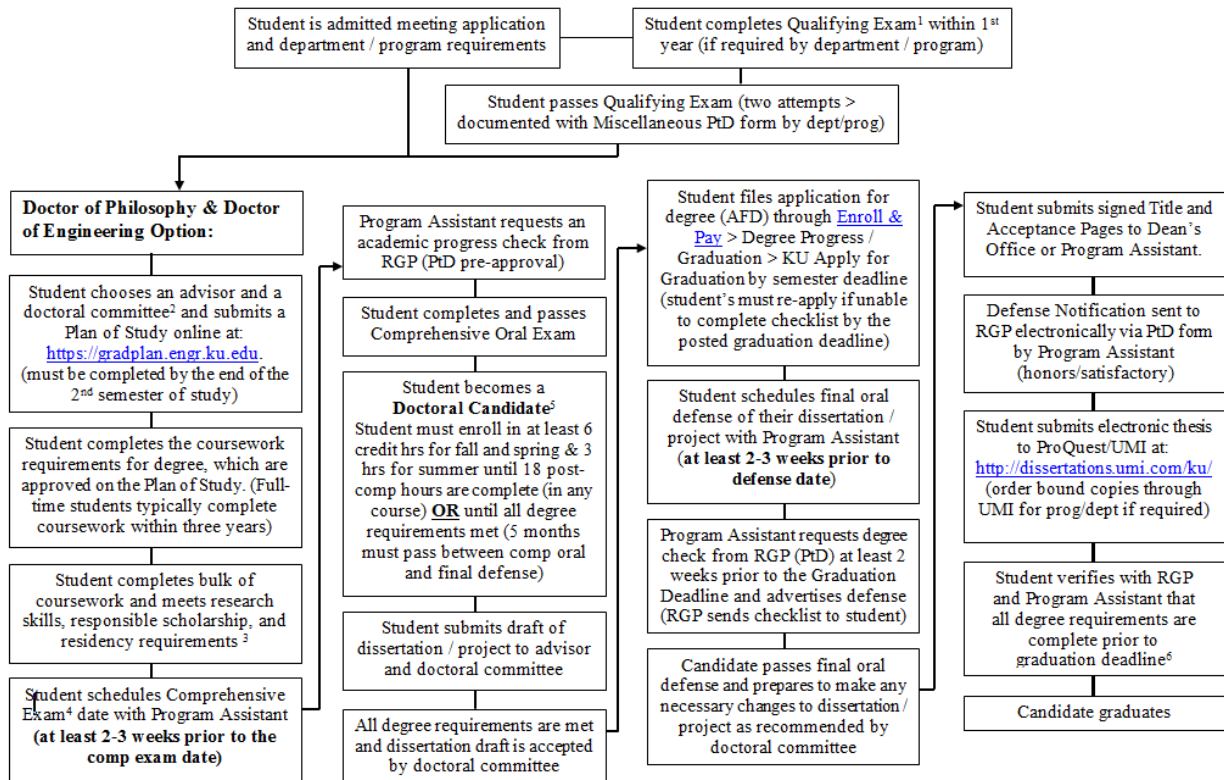 Student is admitted meeting application
and department / program requirements
Student completes Qualifying Exam¹ within 1st
year (if required by department / program)
Student passes Qualifying Exam (two attempts >
documented with Miscellaneous PtD form by dept/prog)
Doctor of Philosophy & Doctor
of Engineering Option:
Student chooses an advisor and a
doctoral committee² and submits a
Plan of Study online at:
https://gradplan.engr.ku.edu.
(must be completed by the end of the
2nd semester of study)
Student completes the coursework
requirements for degree, which are
approved on the Plan of Study. (Full-
time students typically complete
coursework within three years)
Student completes bulk of
coursework and meets research
skills, responsible scholarship, and
residency requirements ³
Student schedules Comprehensive
Exam⁴ date with Program Assistant
(at least 2-3 weeks prior to the
comp exam date)
Program Assistant requests an
academic progress check from
RGP (PtD pre-approval)
Student completes and passes
Comprehensive Oral Exam
Student becomes a
Doctoral Candidate⁵
Student must enroll in at least 6
credit hrs for fall and spring & 3
hrs for summer until 18 post-
comp hours are complete (in any
course) OR until all degree
requirements met (5 months
must pass between comp oral
and final defense)
Student submits draft of
dissertation / project to advisor
and doctoral committee
All degree requirements are met
and dissertation draft is accepted
by doctoral committee
Student files application for
degree (AFD) through Enroll &
Pay > Degree Progress /
Graduation > KU Apply for
Graduation by semester deadline
(student's must re-apply if unable
to complete checklist by the
posted graduation deadline)
Student schedules final oral
defense of their dissertation /
project with Program Assistant
(at least 2-3 weeks prior to
defense date)
Program Assistant requests degree
check from RGP (PtD) at least 2
weeks prior to the Graduation
Deadline and advertises defense
(RGP sends checklist to student)
Candidate passes final oral
defense and prepares to make any
necessary changes to dissertation /
project as recommended by
doctoral committee
Student submits signed Title and
Acceptance Pages to Dean's
Office or Program Assistant.
Defense Notification sent to
RGP electronically via PtD form
by Program Assistant
(honors/satisfactory)
Student submits electronic thesis
to ProQuest/UMI at:
http://dissertations.umi.com/ku/
(order bound copies through
UMI for prog/dept if required)
Student verifies with RGP
and Program Assistant that
all degree requirements are
complete prior to
graduation deadline⁶
Candidate graduates